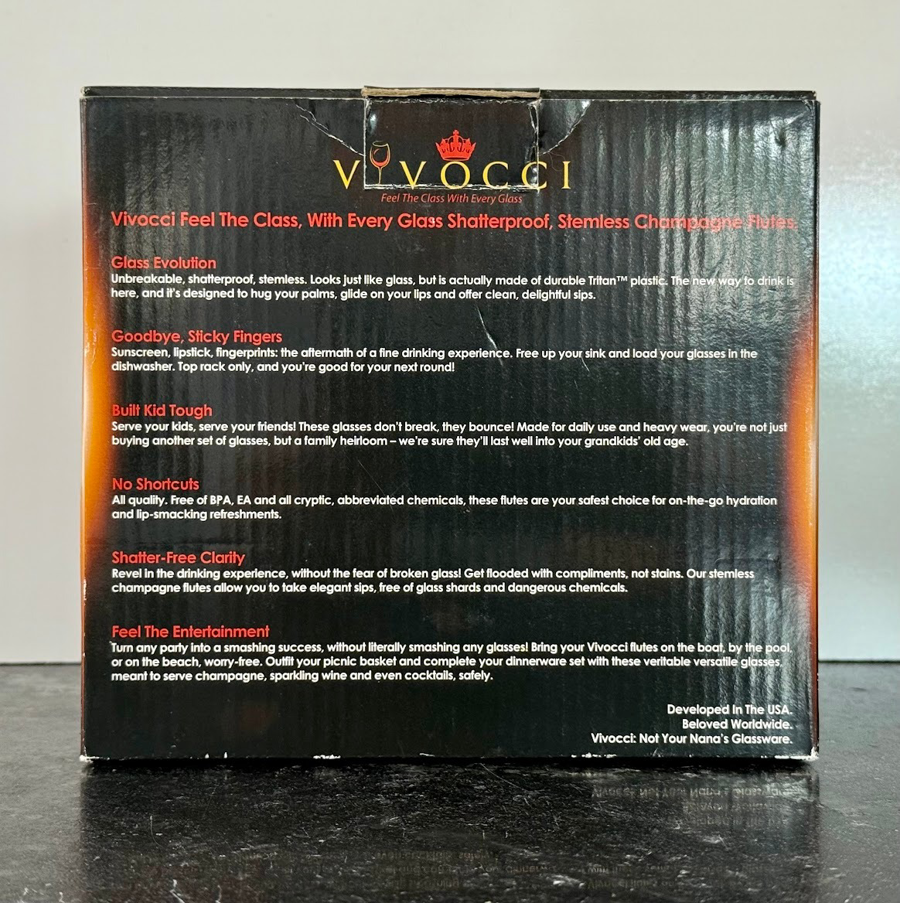 VIVOCCI
Feel The Class With Every Glass
Vivocci Feel The Class, With Every Glass Shatterproof, Stemless Champagne Flutes.
Glass Evolution
Unbreakable, shatterproof, stemless. Looks just like glass, but is actually made of durable Tritan™ plastic. The new way to drink is
here, and it's designed to hug your palms, glide on your lips and offer clean, delightful sips.
Goodbye, Sticky Fingers
Sunscreen, lipstick, fingerprints: the aftermath of a fine drinking experience. Free up your sink and load your glasses in the
dishwasher. Top rack only, and you're good for your next round!
Built Kid Tough
Serve your kids, serve your friends! These glasses don't break, they bounce! Made for daily use and heavy wear, you're not just
buying another set of glasses, but a family heirloom – we're sure they'll last well into your grandkids' old age.
No Shortcuts
All quality. Free of BPA, EA and all cryptic, abbreviated chemicals, these flutes are your safest choice for on-the-go hydration
and lip-smacking refreshments.
Shatter-Free Clarity
Revel in the drinking experience, without the fear of broken glass! Get flooded with compliments, not stains. Our stemless
champagne flutes allow you to take elegant sips, free of glass shards and dangerous chemicals.
Feel The Entertainment
Turn any party into a smashing success, without literally smashing any glasses! Bring your Vivocci flutes on the boat, by the pool,
or on the beach, worry-free. Outfit your picnic basket and complete your dinnerware set with these veritable versatile glasses,
meant to serve champagne, sparkling wine and even cocktails, safely.
Developed In The USA.
Beloved Worldwide.
Vivocci: Not Your Nana's Glassware.